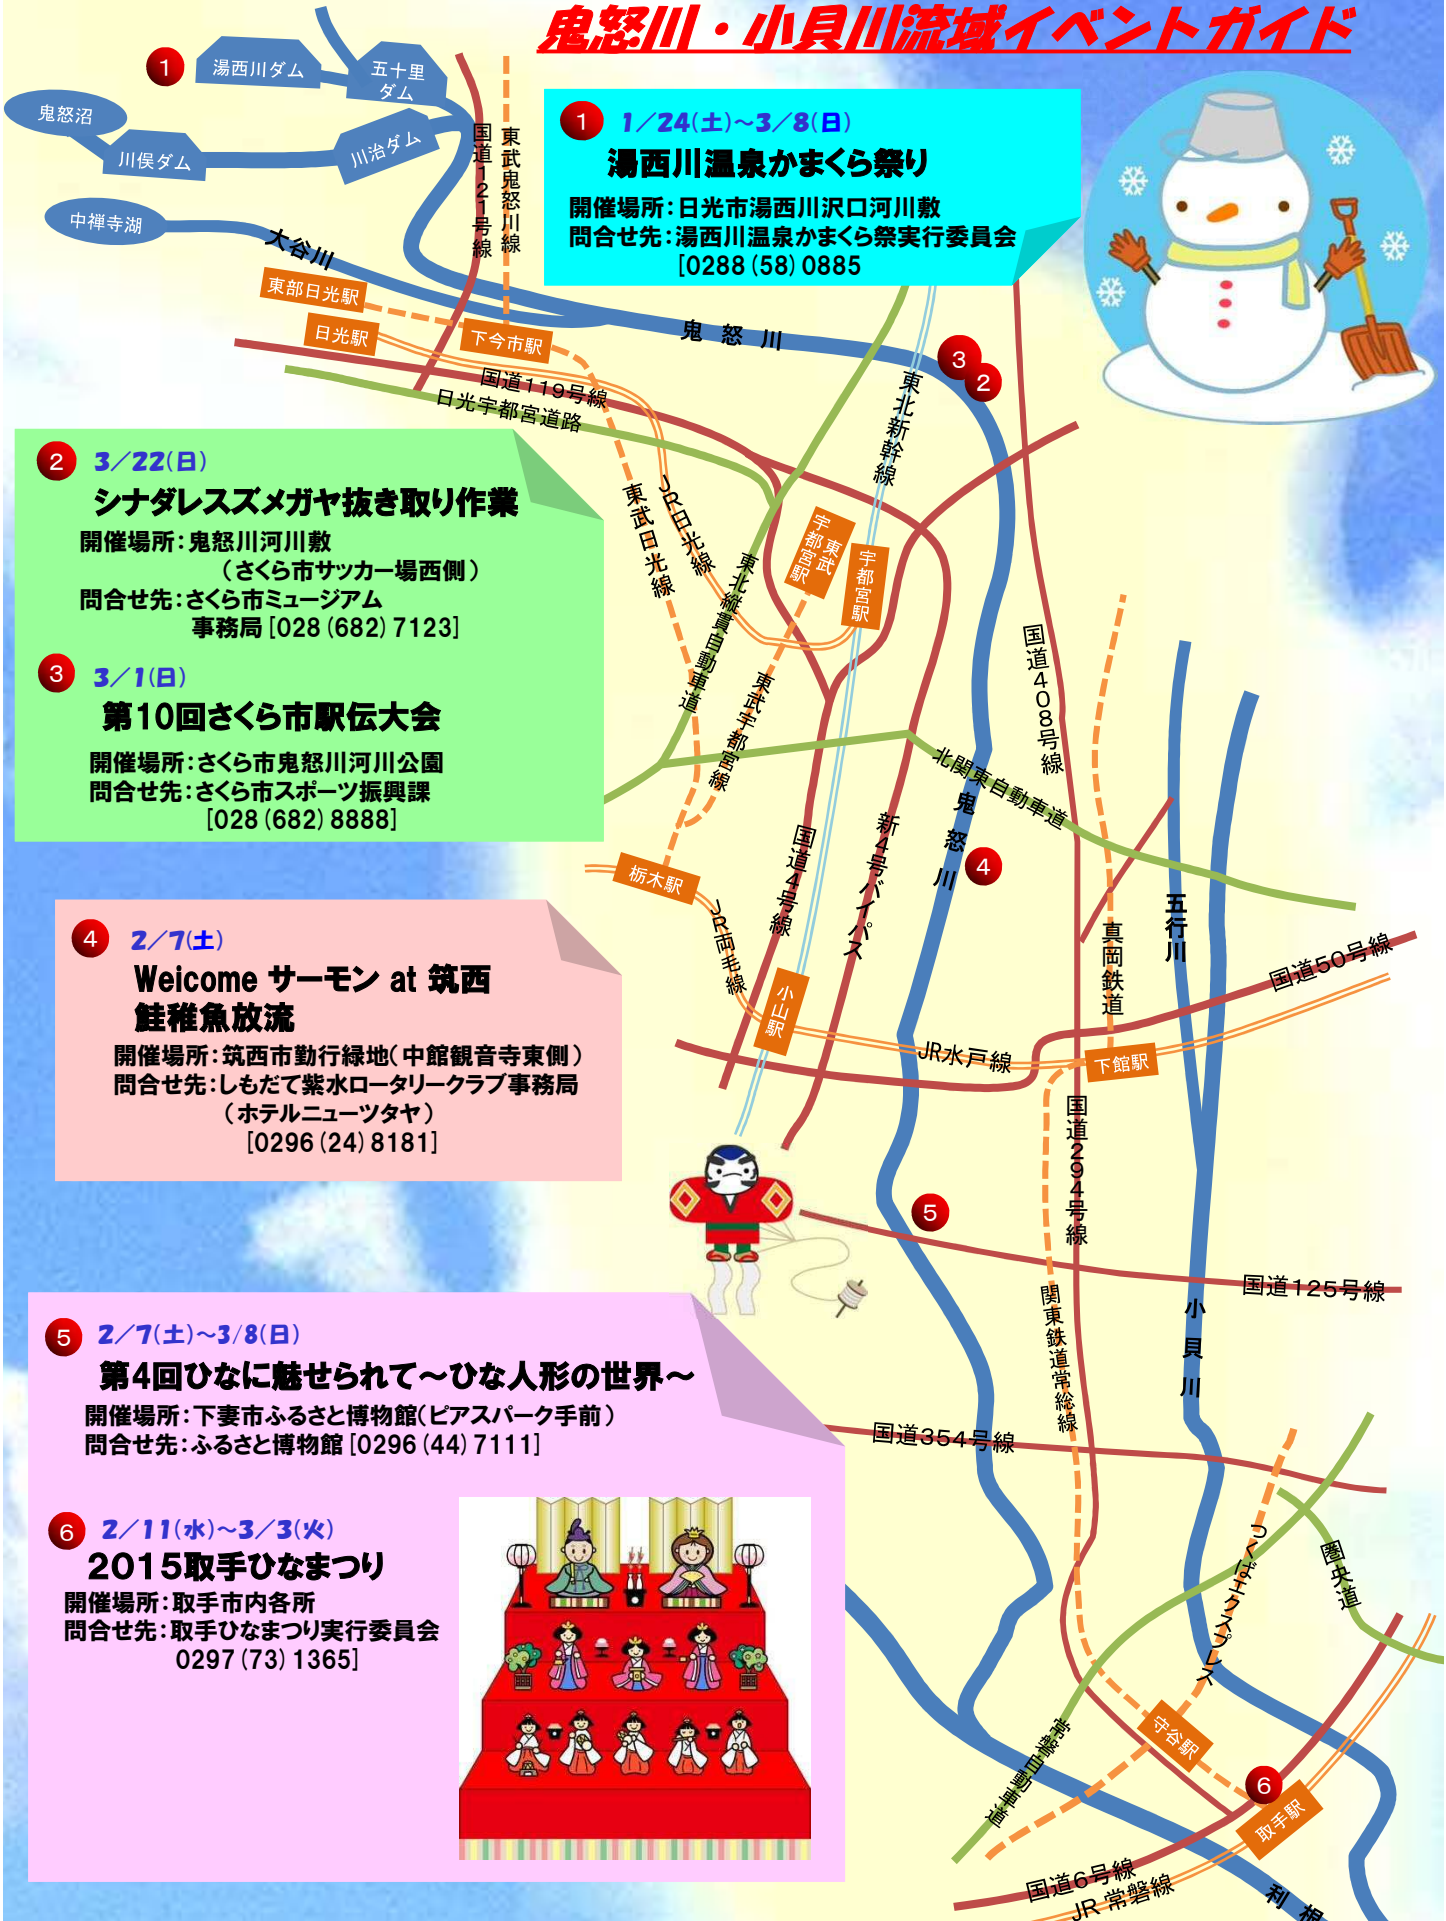 鬼怒川・小貝川流域イベントガイド
1
湯西川ダム
五十里
ダム
鬼怒沼
川俣ダム
川治ダム
中禅寺湖
大谷川
国道121号線
東武鬼怒川線
1 1／24(土)～3／8(日)
湯西川温泉かまくら祭り
開催場所：日光市湯西川沢口河川敷
問合せ先：湯西川温泉かまくら祭実行委員会
[0288(58)0885
東部日光駅
日光駅
下今市駅
鬼怒川
3
2
国道119号線
日光宇都宮道路
東北新幹線
2 3／22(日)
シナダレスズメガヤ抜き取り作業
開催場所：鬼怒川河川敷
（さくら市サッカー場西側）
問合せ先：さくら市ミュージアム
事務局[028(682)7123]
3 3／1(日)
第10回さくら市駅伝大会
開催場所：さくら市鬼怒川河川公園
問合せ先：さくら市スポーツ振興課
[028(682)8888]
東武日光線
JR日光線
東北縦貫自動車道
東武
宇都宮駅
宇都宮駅
東武宇都宮線
国道408号線
北関東自動車道
鬼怒川
4
国道4号線
新4号バイパス
栃木駅
JR両毛線
小山駅
真岡鉄道
五行川
国道50号線
JR水戸線
下館駅
国道294号線
4 2／7(土)
Weicome サーモン at 筑西
鮭稚魚放流
開催場所：筑西市勤行緑地（中館観音寺東側）
問合せ先：しもだて紫水ロータリークラブ事務局
（ホテルニューツタヤ）
[0296(24)8181]
5
国道125号線
小貝川
関東鉄道常総線
5 2／7(土)～3/8(日)
第4回ひなに魅せられて～ひな人形の世界～
開催場所：下妻市ふるさと博物館（ピアスパーク手前）
問合せ先：ふるさと博物館[0296(44)7111]
国道354号線
6 2／11(水)～3／3(火)
2015取手ひなまつり
開催場所：取手市内各所
問合せ先：取手ひなまつり実行委員会
0297(73)1365]
つくばエクスプレス
圏央道
常磐自動車道
守谷駅
6
取手駅
国道6号線
JR 常磐線
利根